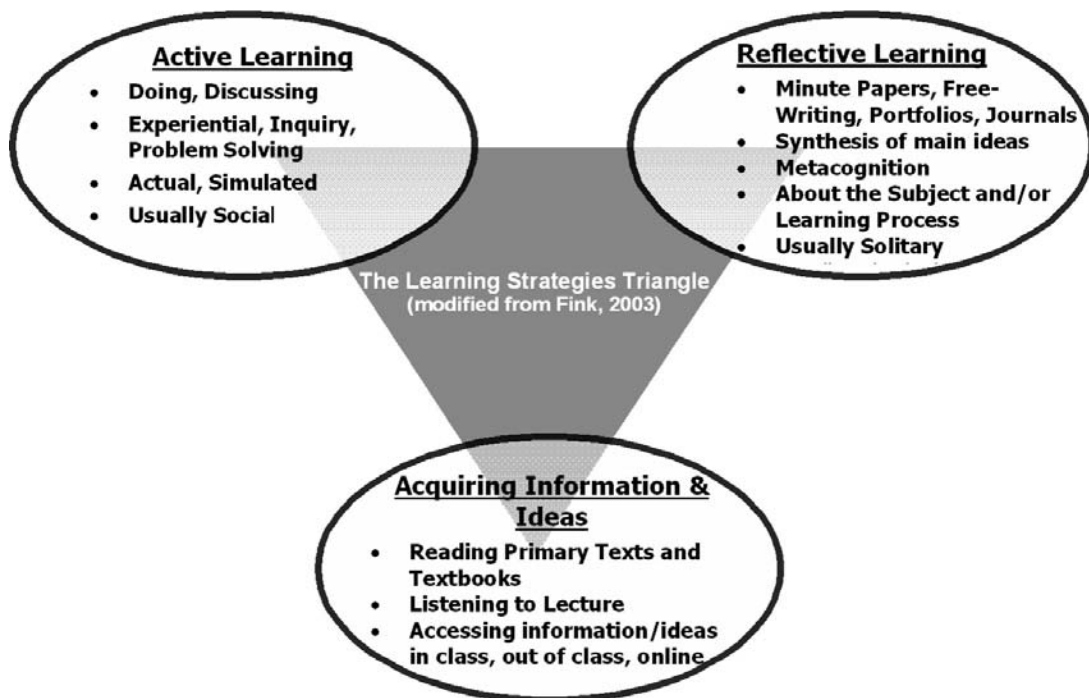 Active Learning
• Doing, Discussing
• Experiential, Inquiry,
Problem Solving
• Actual, Simulated
• Usually Social
Reflective Learning
• Minute Papers, Free-
Writing, Portfolios, Journals
• Synthesis of main ideas
• Metacognition
• About the Subject and/or
Learning Process
• Usually Solitary
The Learning Strategies Triangle
(modified from Fink, 2003)
Acquiring Information &
Ideas
• Reading Primary Texts and
Textbooks
• Listening to Lecture
• Accessing information/ideas
in class, out of class, online